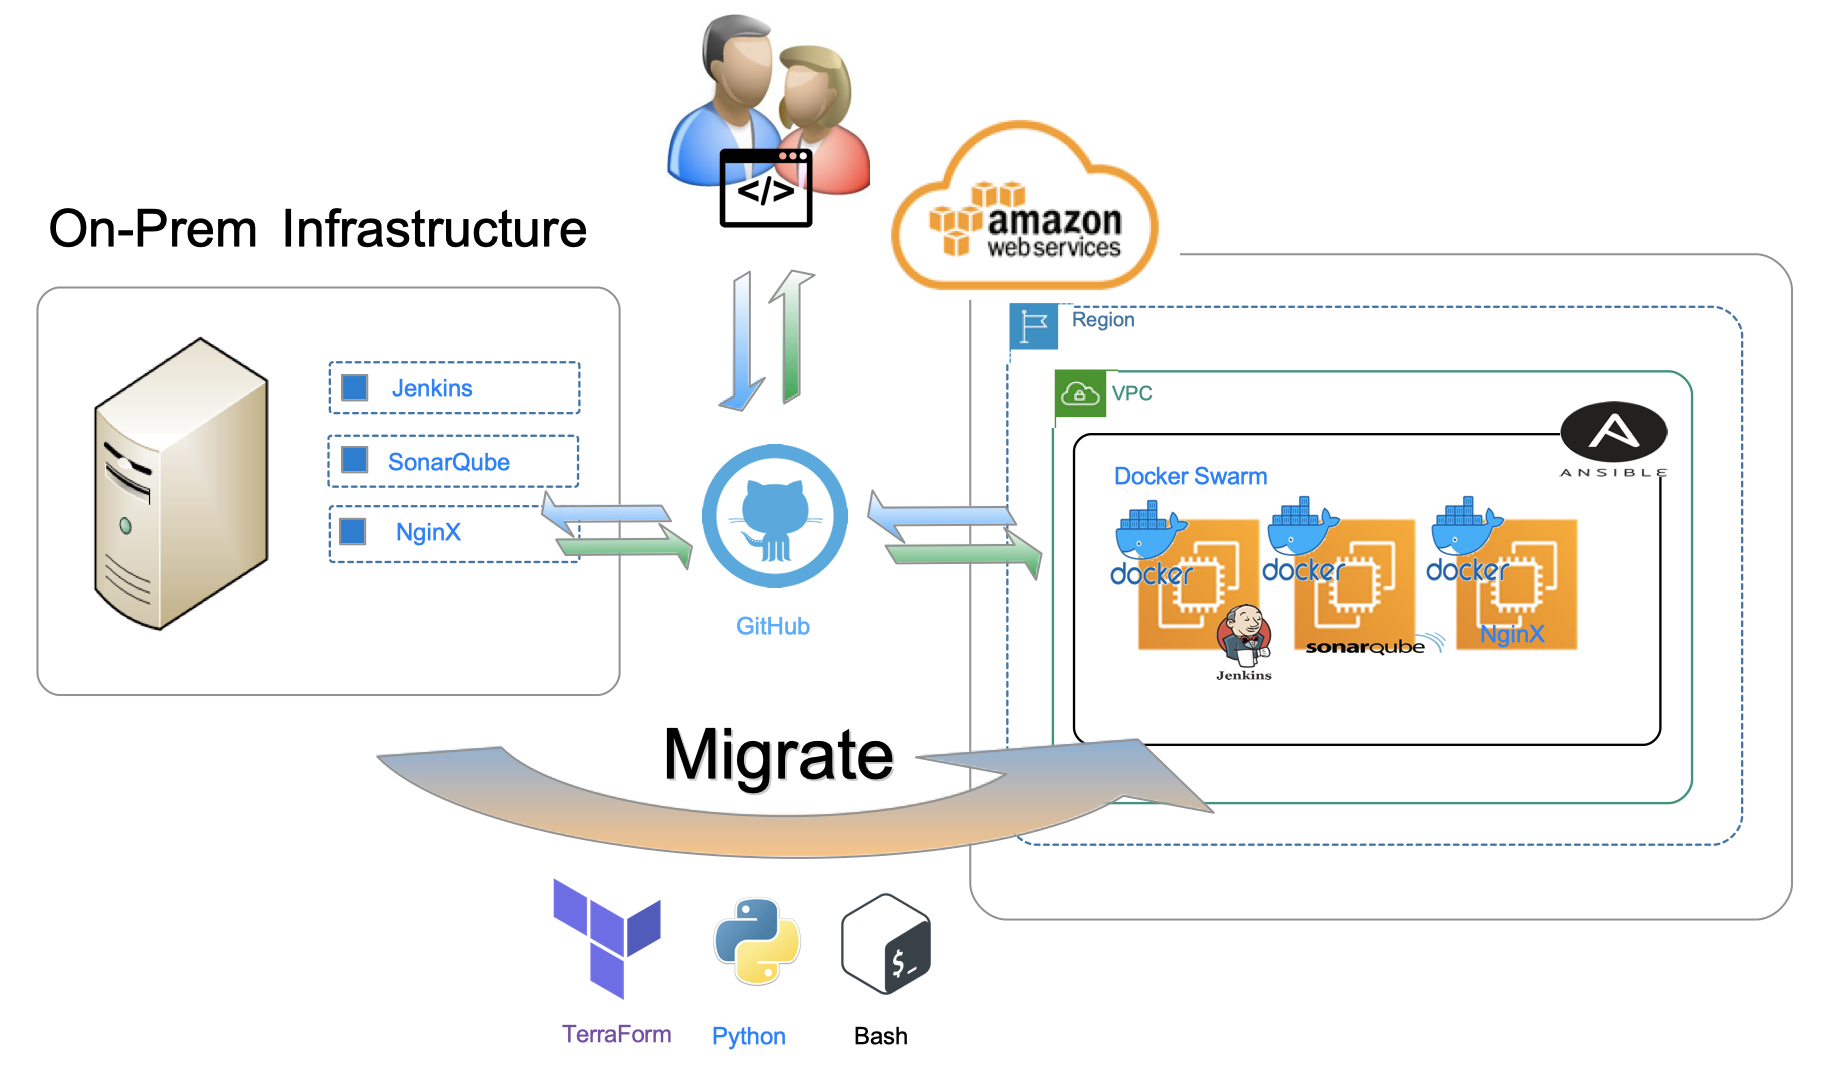 </>
On-Prem Infrastructure
amazon
web services
Region
Jenkins
VPC
ANSIBLE
SonarQube
Docker Swarm
NginX
docker
docker
docker
GitHub
Jenkins
sonarqube
NginX
Migrate
$_
TerraForm
Python
Bash